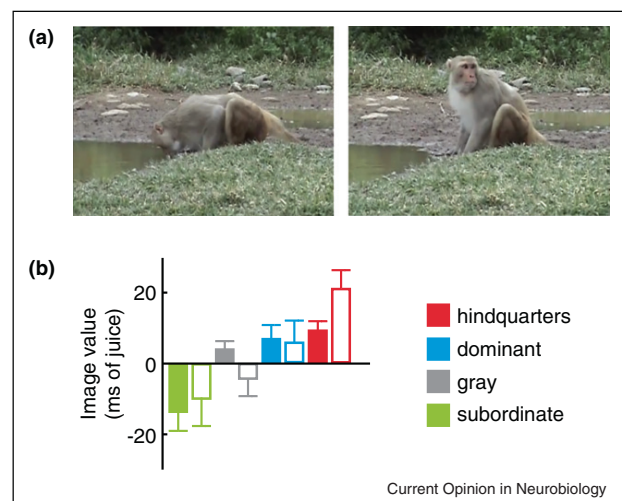 (a)
(b)
Image value
(ms of juice)
20
0
-20
hindquarters
dominant
gray
subordinate
Current Opinion in Neurobiology